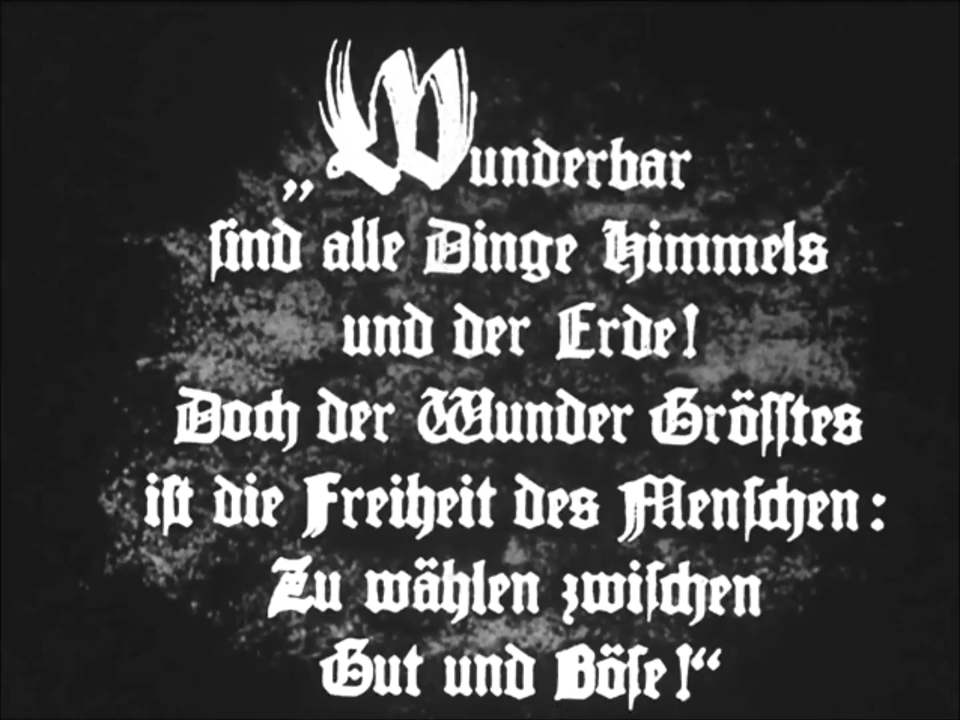 „Wunderbar
sind alle Dinge Himmels
und der Erde!
Doch der Wunder Grösstes
ist die Freiheit des Menschen:
Zu wählen zwischen
Gut und Böse!“